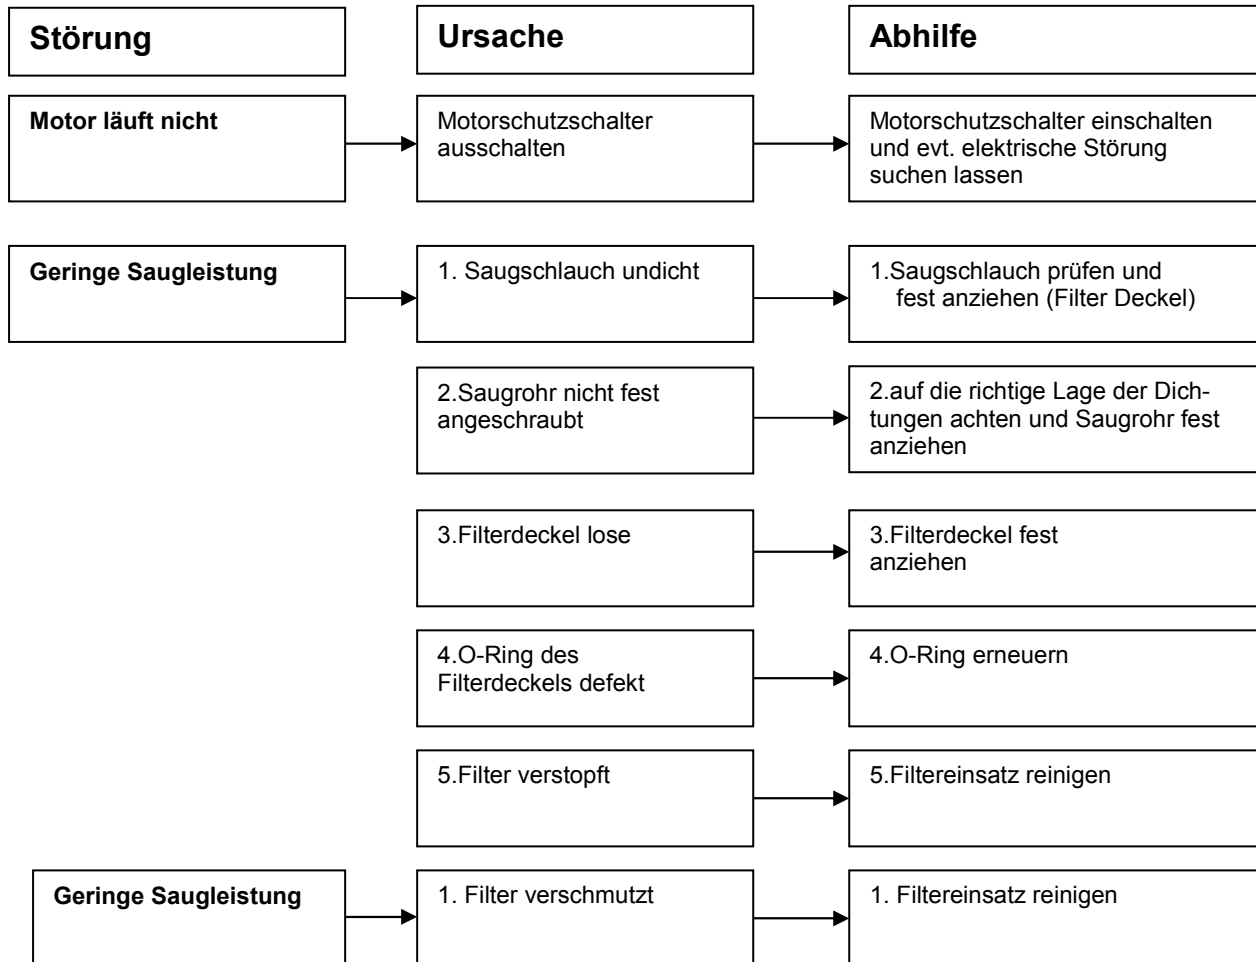 Störung
Ursache
Abhilfe
Motor läuft nicht
Motorschutzschalter
ausschalten
Motorschutzschalter einschalten
und evt. elektrische Störung
suchen lassen
Geringe Saugleistung
1. Saugschlauch undicht
1.Saugschlauch prüfen und
fest anziehen (Filter Deckel)
2.Saugrohr nicht fest
angeschraubt
2.auf die richtige Lage der Dich-
tungen achten und Saugrohr fest
anziehen
3.Filterdeckel lose
3.Filterdeckel fest
anziehen
4.O-Ring des
Filterdeckels defekt
4.O-Ring erneuern
5.Filter verstopft
5.Filtereinsatz reinigen
Geringe Saugleistung
1. Filter verschmutzt
1. Filtereinsatz reinigen